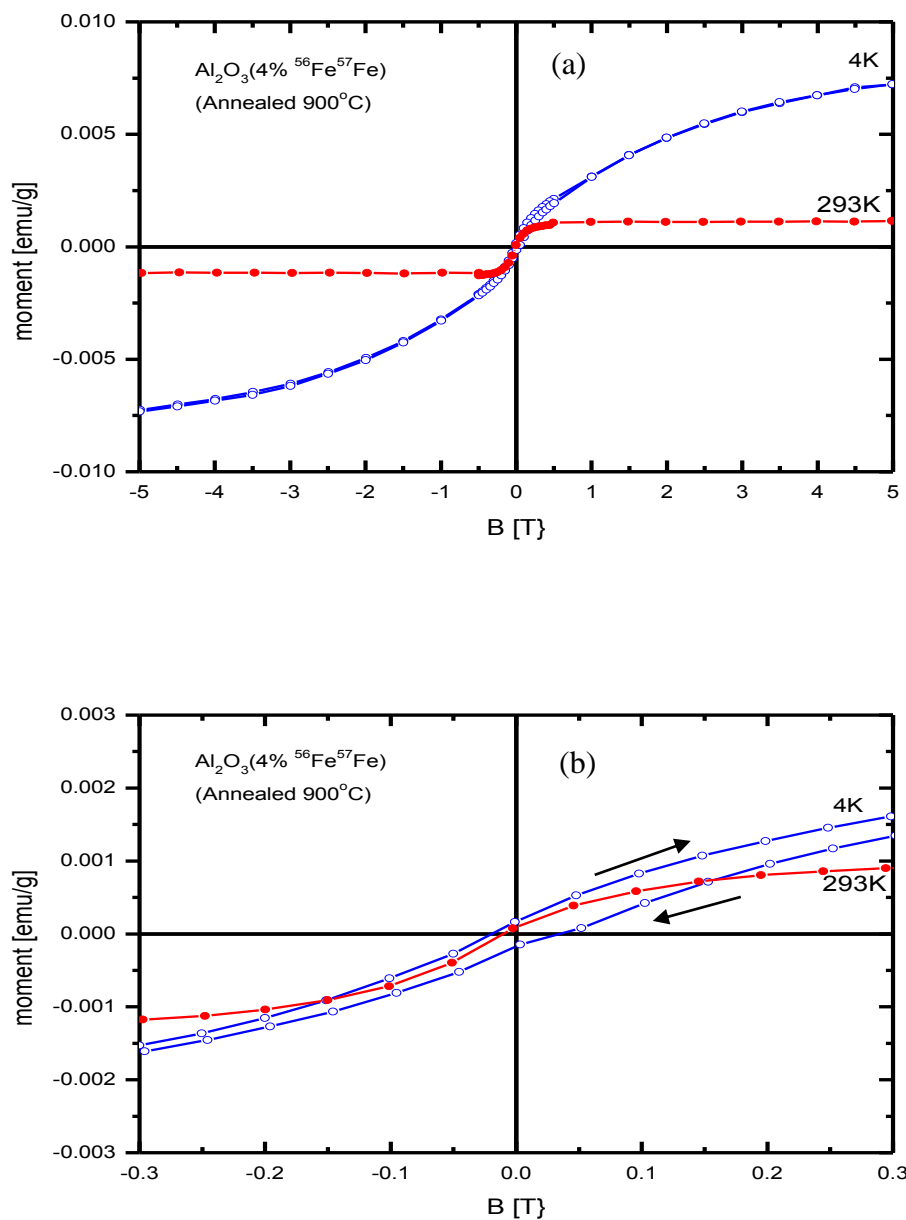 0.010
Al₂O₃(4% ⁵⁶Fe⁵⁷Fe)
(Annealed 900°C)
(a)
4K
0.005
293K
0.000
-0.005
-0.010
moment [emu/g]
-5 -4 -3 -2 -1 0 1 2 3 4 5
B [T}
0.003
Al₂O₃(4% ⁵⁶Fe⁵⁷Fe)
(Annealed 900°C)
(b)
0.002
4K
0.001
293K
0.000
-0.001
-0.002
-0.003
moment [emu/g]
-0.3 -0.2 -0.1 0.0 0.1 0.2 0.3
B [T}